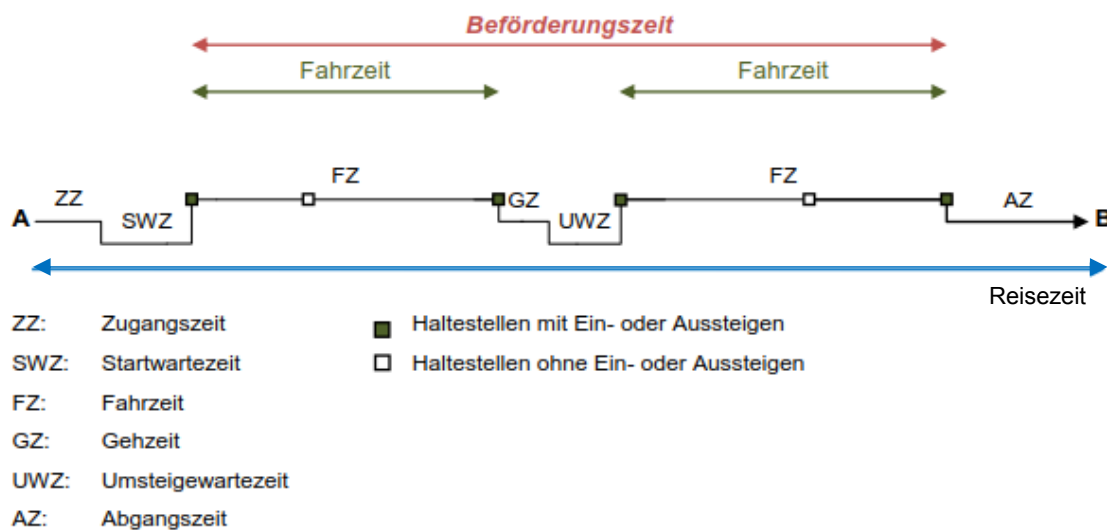 Beförderungszeit
Fahrzeit Fahrzeit
FZ FZ
ZZ GZ AZ
A SWZ UWZ B
Reisezeit
ZZ: Zugangszeit Haltestellen mit Ein- oder Aussteigen
SWZ: Startwartezeit Haltestellen ohne Ein- oder Aussteigen
FZ: Fahrzeit
GZ: Gehzeit
UWZ: Umsteigewartezeit
AZ: Abgangszeit